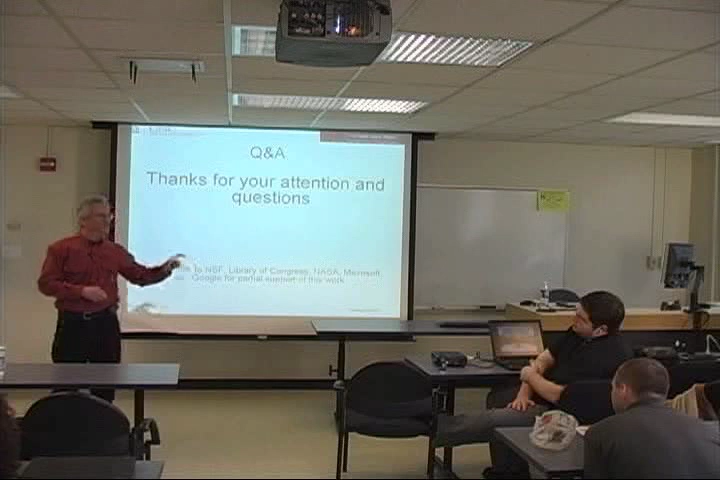 Q&A
Thanks for your attention and
questions
to NSF, Library of Congress, NASA, Microsoft,
Google for partial support of this work